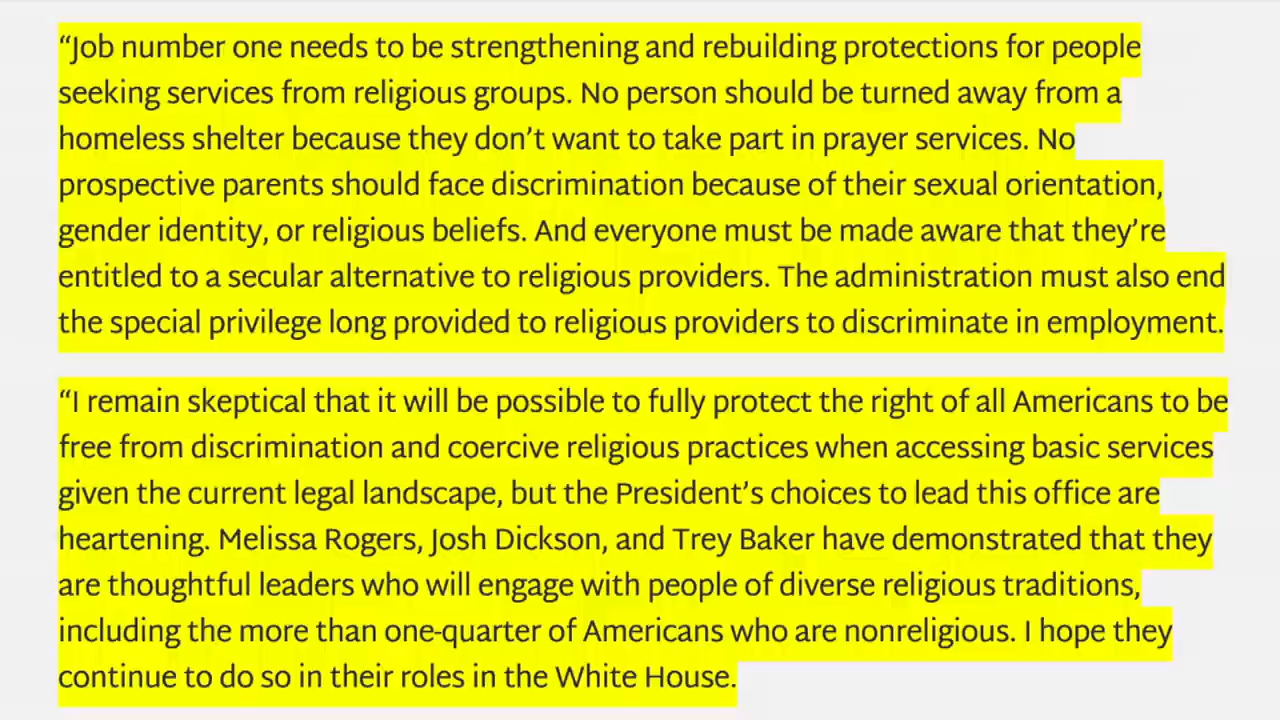 “Job number one needs to be strengthening and rebuilding protections for people
seeking services from religious groups. No person should be turned away from a
homeless shelter because they don’t want to take part in prayer services. No
prospective parents should face discrimination because of their sexual orientation,
gender identity, or religious beliefs. And everyone must be made aware that they’re
entitled to a secular alternative to religious providers. The administration must also end
the special privilege long provided to religious providers to discriminate in employment.
“I remain skeptical that it will be possible to fully protect the right of all Americans to be
free from discrimination and coercive religious practices when accessing basic services
given the current legal landscape, but the President’s choices to lead this office are
heartening. Melissa Rogers, Josh Dickson, and Trey Baker have demonstrated that they
are thoughtful leaders who will engage with people of diverse religious traditions,
including the more than one-quarter of Americans who are nonreligious. I hope they
continue to do so in their roles in the White House.